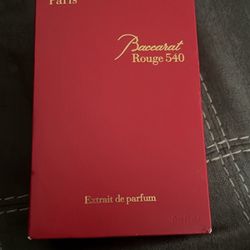 Paris
Baccarat
Rouge 540
Extrait de parfum